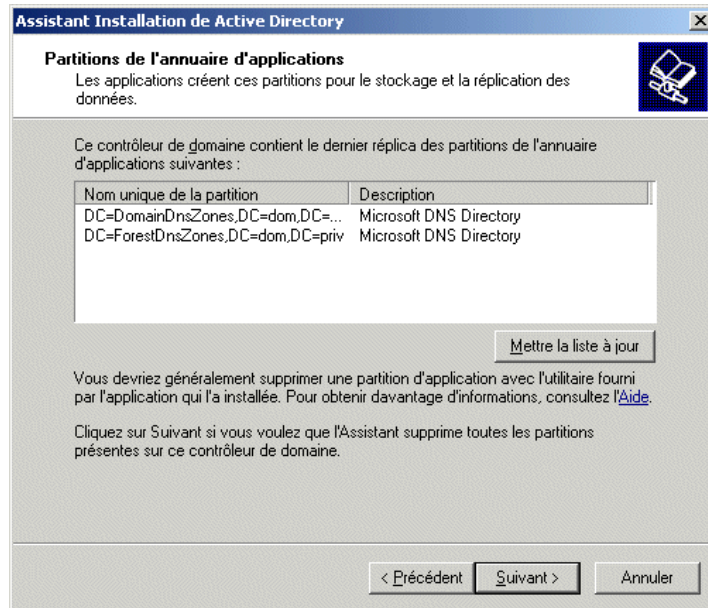 Assistant Installation de Active Directory
Partitions de l'annuaire d'applications
Les applications créent ces partitions pour le stockage et la réplication des
données.
Ce contrôleur de domaine contient le dernier réplica des partitions de l'annuaire
d'applications suivantes :
Nom unique de la partition Description
DC=DomainDnsZones,DC=dom,DC=... Microsoft DNS Directory
DC=ForestDnsZones,DC=dom,DC=priv Microsoft DNS Directory
Mettre la liste à jour
Vous devriez généralement supprimer une partition d'application avec l'utilitaire fourni
par l'application qui l'a installée. Pour obtenir davantage d'informations, consultez l'Aide.
Cliquez sur Suivant si vous voulez que l'Assistant supprime toutes les partitions
présentes sur ce contrôleur de domaine.
< Précédent Suivant > Annuler